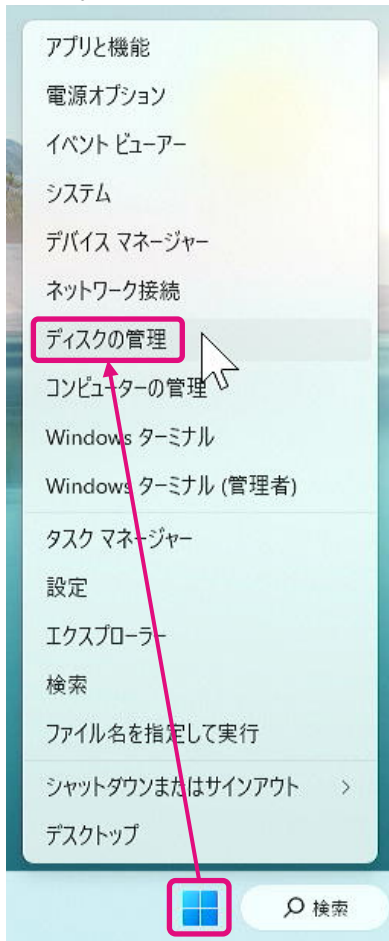 アプリと機能
電源オプション
イベント ビューアー
システム
デバイス マネージャー
ネットワーク接続
ディスクの管理
コンピューターの管理
Windows ターミナル
Windows ターミナル (管理者)
タスク マネージャー
設定
エクスプローラー
検索
ファイル名を指定して実行
シャットダウンまたはサインアウト
デスクトップ
検索